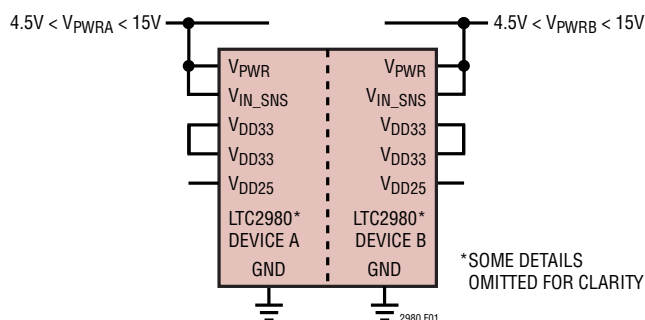 4.5V < VPWRA < 15V
4.5V < VPWRB < 15V
VPWR
VIN_SNS
VDD33
VDD33
VDD25
LTC2980*
DEVICE A
GND
VPWR
VIN_SNS
VDD33
VDD33
VDD25
LTC2980*
DEVICE B
GND
*SOME DETAILS
OMITTED FOR CLARITY
2980 F01